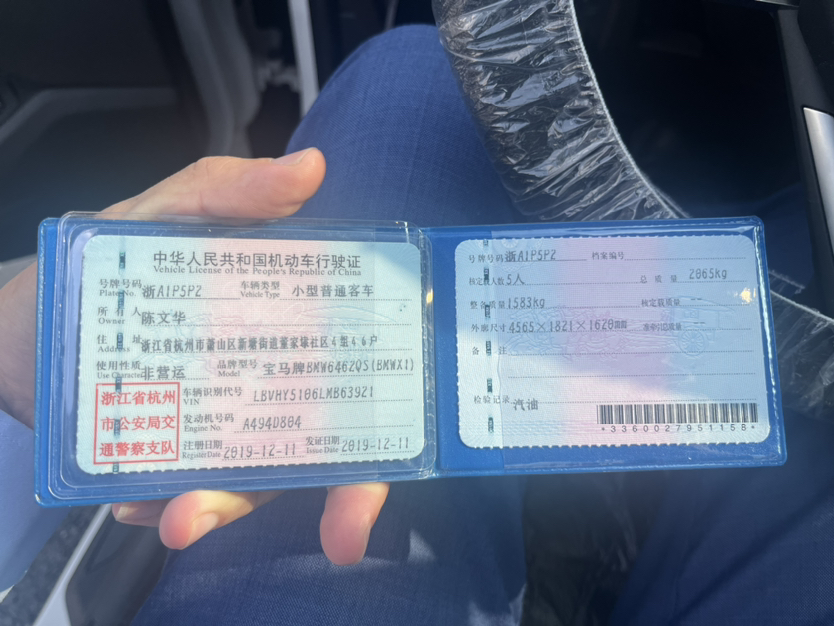 中华人民共和国机动车行驶证
Vehicle License of the People's Republic of China
号牌号码 浙A1P5P2 车辆类型 小型普通客车
Plate No. Vehicle Type
所有人 陈文华
Owner
住址 浙江省杭州市萧山区新塘街道董家埭社区4组46户
Address
使用性质 非营运 品牌型号 宝马牌BMW6462QS(BMWX1)
Use Character Model
浙江省杭州
市公安局交
通警察支队
车辆识别代号 LBVHY5106LMB63921
VIN
发动机号码 A494D804
Engine No.
注册日期 2019-12-11 发证日期 2019-12-11
Register Date Issue Date
号牌号码 浙A1P5P2 档案编号
核定载人数 5人 总质量 2065kg
整备质量 1583kg 核定载质量 --
外廓尺寸 4565×1821×1620mm 准牵引总质量 --
备注
检验记录 汽油
*3360027951158*